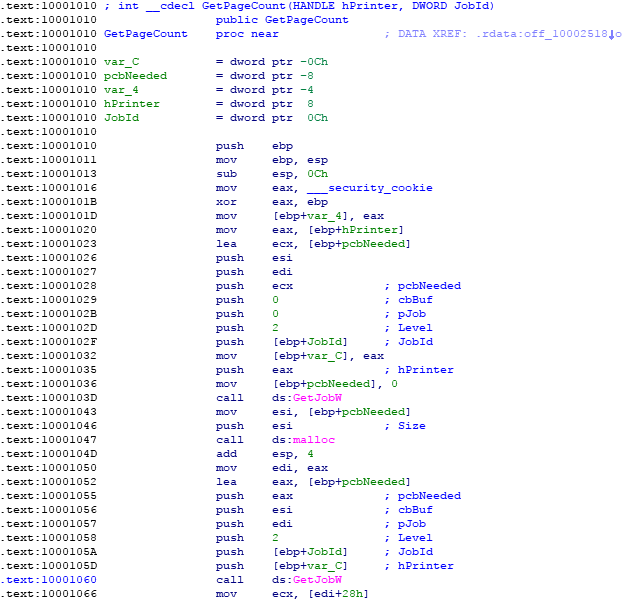 .text:10001010 ; int __cdecl GetPageCount(HANDLE hPrinter, DWORD JobId)
.text:10001010 public GetPageCount
.text:10001010 GetPageCount proc near ; DATA XREF: .rdata:off_10002518↓o
.text:10001010
.text:10001010 var_C = dword ptr -0Ch
.text:10001010 pcbNeeded = dword ptr -8
.text:10001010 var_4 = dword ptr -4
.text:10001010 hPrinter = dword ptr 8
.text:10001010 JobId = dword ptr 0Ch
.text:10001010
.text:10001010 push ebp
.text:10001011 mov ebp, esp
.text:10001013 sub esp, 0Ch
.text:10001016 mov eax, ___security_cookie
.text:1000101B xor eax, ebp
.text:1000101D mov [ebp+var_4], eax
.text:10001020 mov eax, [ebp+hPrinter]
.text:10001023 lea ecx, [ebp+pcbNeeded]
.text:10001026 push esi
.text:10001027 push edi
.text:10001028 push ecx ; pcbNeeded
.text:10001029 push 0 ; cbBuf
.text:1000102B push 0 ; pJob
.text:1000102D push 2 ; Level
.text:1000102F push [ebp+JobId] ; JobId
.text:10001032 mov [ebp+var_C], eax
.text:10001035 push eax ; hPrinter
.text:10001036 mov [ebp+pcbNeeded], 0
.text:1000103D call ds:GetJobW
.text:10001043 mov esi, [ebp+pcbNeeded]
.text:10001046 push esi ; Size
.text:10001047 call ds:malloc
.text:1000104D add esp, 4
.text:10001050 mov edi, eax
.text:10001052 lea eax, [ebp+pcbNeeded]
.text:10001055 push eax ; pcbNeeded
.text:10001056 push esi ; cbBuf
.text:10001057 push edi ; pJob
.text:10001058 push 2 ; Level
.text:1000105A push [ebp+JobId] ; JobId
.text:1000105D push [ebp+var_C] ; hPrinter
.text:10001060 call ds:GetJobW
.text:10001066 mov ecx, [edi+28h]